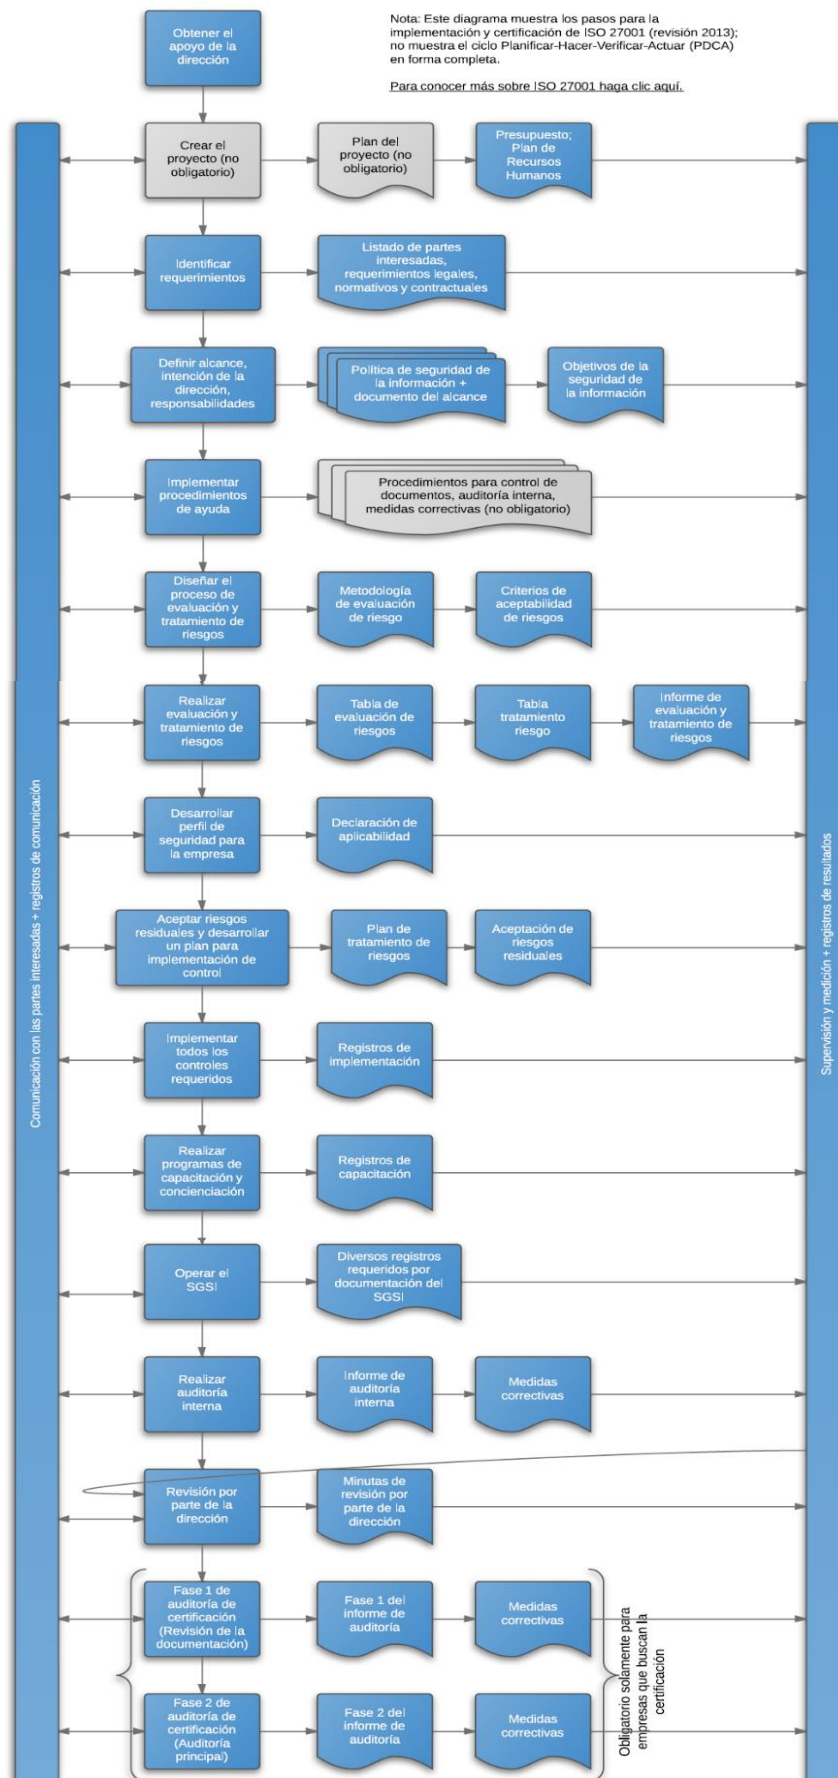 Obtener el
apoyo de la
dirección
Nota: Este diagrama muestra los pasos para la
implementación y certificación de ISO 27001 (revisión 2013);
no muestra el ciclo Planificar-Hacer-Verificar-Actuar (PDCA)
en forma completa.
Para conocer más sobre ISO 27001 haga clic aquí.
Crear el
proyecto (no
obligatorio)
Plan del
proyecto (no
obligatorio)
Presupuesto;
Plan de
Recursos
Humanos
Identificar
requerimientos
Listado de partes
interesadas,
requerimientos legales,
normativos y contractuales
Definir alcance,
intención de la
dirección,
responsabilidades
Política de seguridad de
la información +
documento del alcance
Objetivos de la
seguridad de
la información
Implementar
procedimientos
de ayuda
Procedimientos para control de
documentos, auditoría interna,
medidas correctivas (no obligatorio)
Diseñar el
proceso de
evaluación y
tratamiento de
riesgos
Metodología
de evaluación
de riesgo
Criterios de
aceptabilidad
de riesgos
Realizar
evaluación y
tratamiento de
riesgos
Tabla de
evaluación de
riesgos
Tabla
tratamiento
riesgo
Informe de
evaluación y
tratamiento de
riesgos
Desarrollar
perfil de
seguridad para
la empresa
Declaración de
aplicabilidad
Aceptar riesgos
residuales y desarrollar
un plan para
implementación de
control
Plan de
tratamiento de
riesgos
Aceptación de
riesgos
residuales
Implementar
todos los
controles
requeridos
Registros de
implementación
Realizar
programas de
capacitación y
concienciación
Registros de
capacitación
Operar el
SGSI
Diversos registros
requeridos por
documentación del
SGSI
Realizar
auditoría
interna
Informe de
auditoría
interna
Medidas
correctivas
Revisión por
parte de la
dirección
Minutas de
revisión por
parte de la
dirección
Fase 1 de
auditoría de
certificación
(Revisión de la
documentación)
Fase 1 del
informe de
auditoría
Medidas
correctivas
Fase 2 de
auditoría de
certificación
(Auditoría
principal)
Fase 2 del
informe de
auditoría
Medidas
correctivas
Obligatorio solamente para
empresas que buscan la
certificación
Comunicación con las partes interesadas + registros de comunicación
Supervisión y medición + registros de resultados